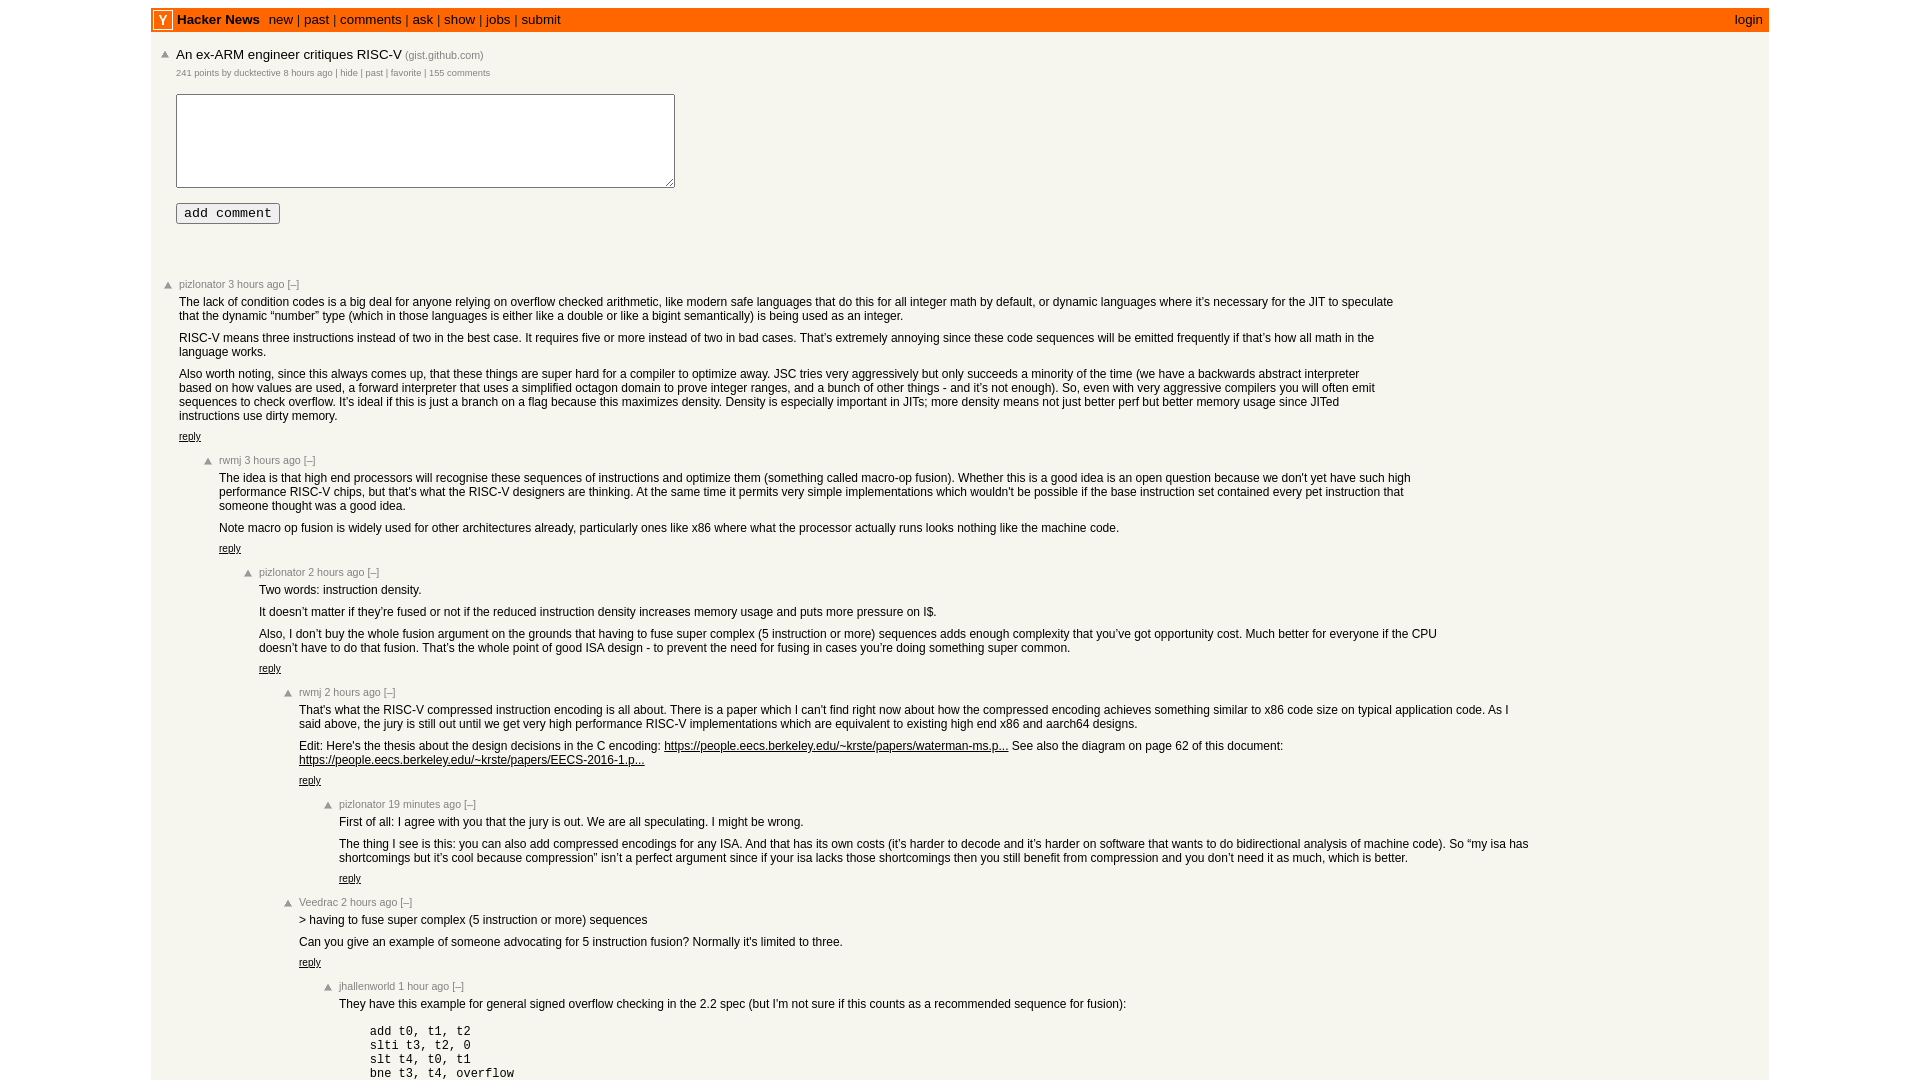 Y Hacker News new | past | comments | ask | show | jobs | submit login
An ex-ARM engineer critiques RISC-V (gist.github.com)
241 points by ducktective 8 hours ago | hide | past | favorite | 155 comments
add comment
pizlonator 3 hours ago [–]
The lack of condition codes is a big deal for anyone relying on overflow checked arithmetic, like modern safe languages that do this for all integer math by default, or dynamic languages where it’s necessary for the JIT to speculate
that the dynamic “number” type (which in those languages is either like a double or like a bigint semantically) is being used as an integer.
RISC-V means three instructions instead of two in the best case. It requires five or more instead of two in bad cases. That’s extremely annoying since these code sequences will be emitted frequently if that’s how all math in the
language works.
Also worth noting, since this always comes up, that these things are super hard for a compiler to optimize away. JSC tries very aggressively but only succeeds a minority of the time (we have a backwards abstract interpreter
based on how values are used, a forward interpreter that uses a simplified octagon domain to prove integer ranges, and a bunch of other things - and it’s not enough). So, even with very aggressive compilers you will often emit
sequences to check overflow. It’s ideal if this is just a branch on a flag because this maximizes density. Density is especially important in JITs; more density means not just better perf but better memory usage since JITed
instructions use dirty memory.
reply
rwmj 3 hours ago [–]
The idea is that high end processors will recognise these sequences of instructions and optimize them (something called macro-op fusion). Whether this is a good idea is an open question because we don't yet have such high
performance RISC-V chips, but that's what the RISC-V designers are thinking. At the same time it permits very simple implementations which wouldn't be possible if the base instruction set contained every pet instruction that
someone thought was a good idea.
Note macro op fusion is widely used for other architectures already, particularly ones like x86 where what the processor actually runs looks nothing like the machine code.
reply
pizlonator 2 hours ago [–]
Two words: instruction density.
It doesn’t matter if they’re fused or not if the reduced instruction density increases memory usage and puts more pressure on I$.
Also, I don’t buy the whole fusion argument on the grounds that having to fuse super complex (5 instruction or more) sequences adds enough complexity that you’ve got opportunity cost. Much better for everyone if the CPU
doesn’t have to do that fusion. That’s the whole point of good ISA design - to prevent the need for fusing in cases you’re doing something super common.
reply
rwmj 2 hours ago [–]
That's what the RISC-V compressed instruction encoding is all about. There is a paper which I can't find right now about how the compressed encoding achieves something similar to x86 code size on typical application code. As I
said above, the jury is still out until we get very high performance RISC-V implementations which are equivalent to existing high end x86 and aarch64 designs.
Edit: Here's the thesis about the design decisions in the C encoding: https://people.eecs.berkeley.edu/~krste/papers/waterman-ms.p... See also the diagram on page 62 of this document:
https://people.eecs.berkeley.edu/~krste/papers/EECS-2016-1.p...
reply
pizlonator 19 minutes ago [–]
First of all: I agree with you that the jury is out. We are all speculating. I might be wrong.
The thing I see is this: you can also add compressed encodings for any ISA. And that has its own costs (it’s harder to decode and it’s harder on software that wants to do bidirectional analysis of machine code). So “my isa has
shortcomings but it’s cool because compression” isn’t a perfect argument since if your isa lacks those shortcomings then you still benefit from compression and you don’t need it as much, which is better.
reply
Veedrac 2 hours ago [–]
> having to fuse super complex (5 instruction or more) sequences
Can you give an example of someone advocating for 5 instruction fusion? Normally it's limited to three.
reply
jhallenworld 1 hour ago [–]
They have this example for general signed overflow checking in the 2.2 spec (but I'm not sure if this counts as a recommended sequence for fusion):
add t0, t1, t2
slti t3, t2, 0
slt t4, t0, t1
bne t3, t4, overflow